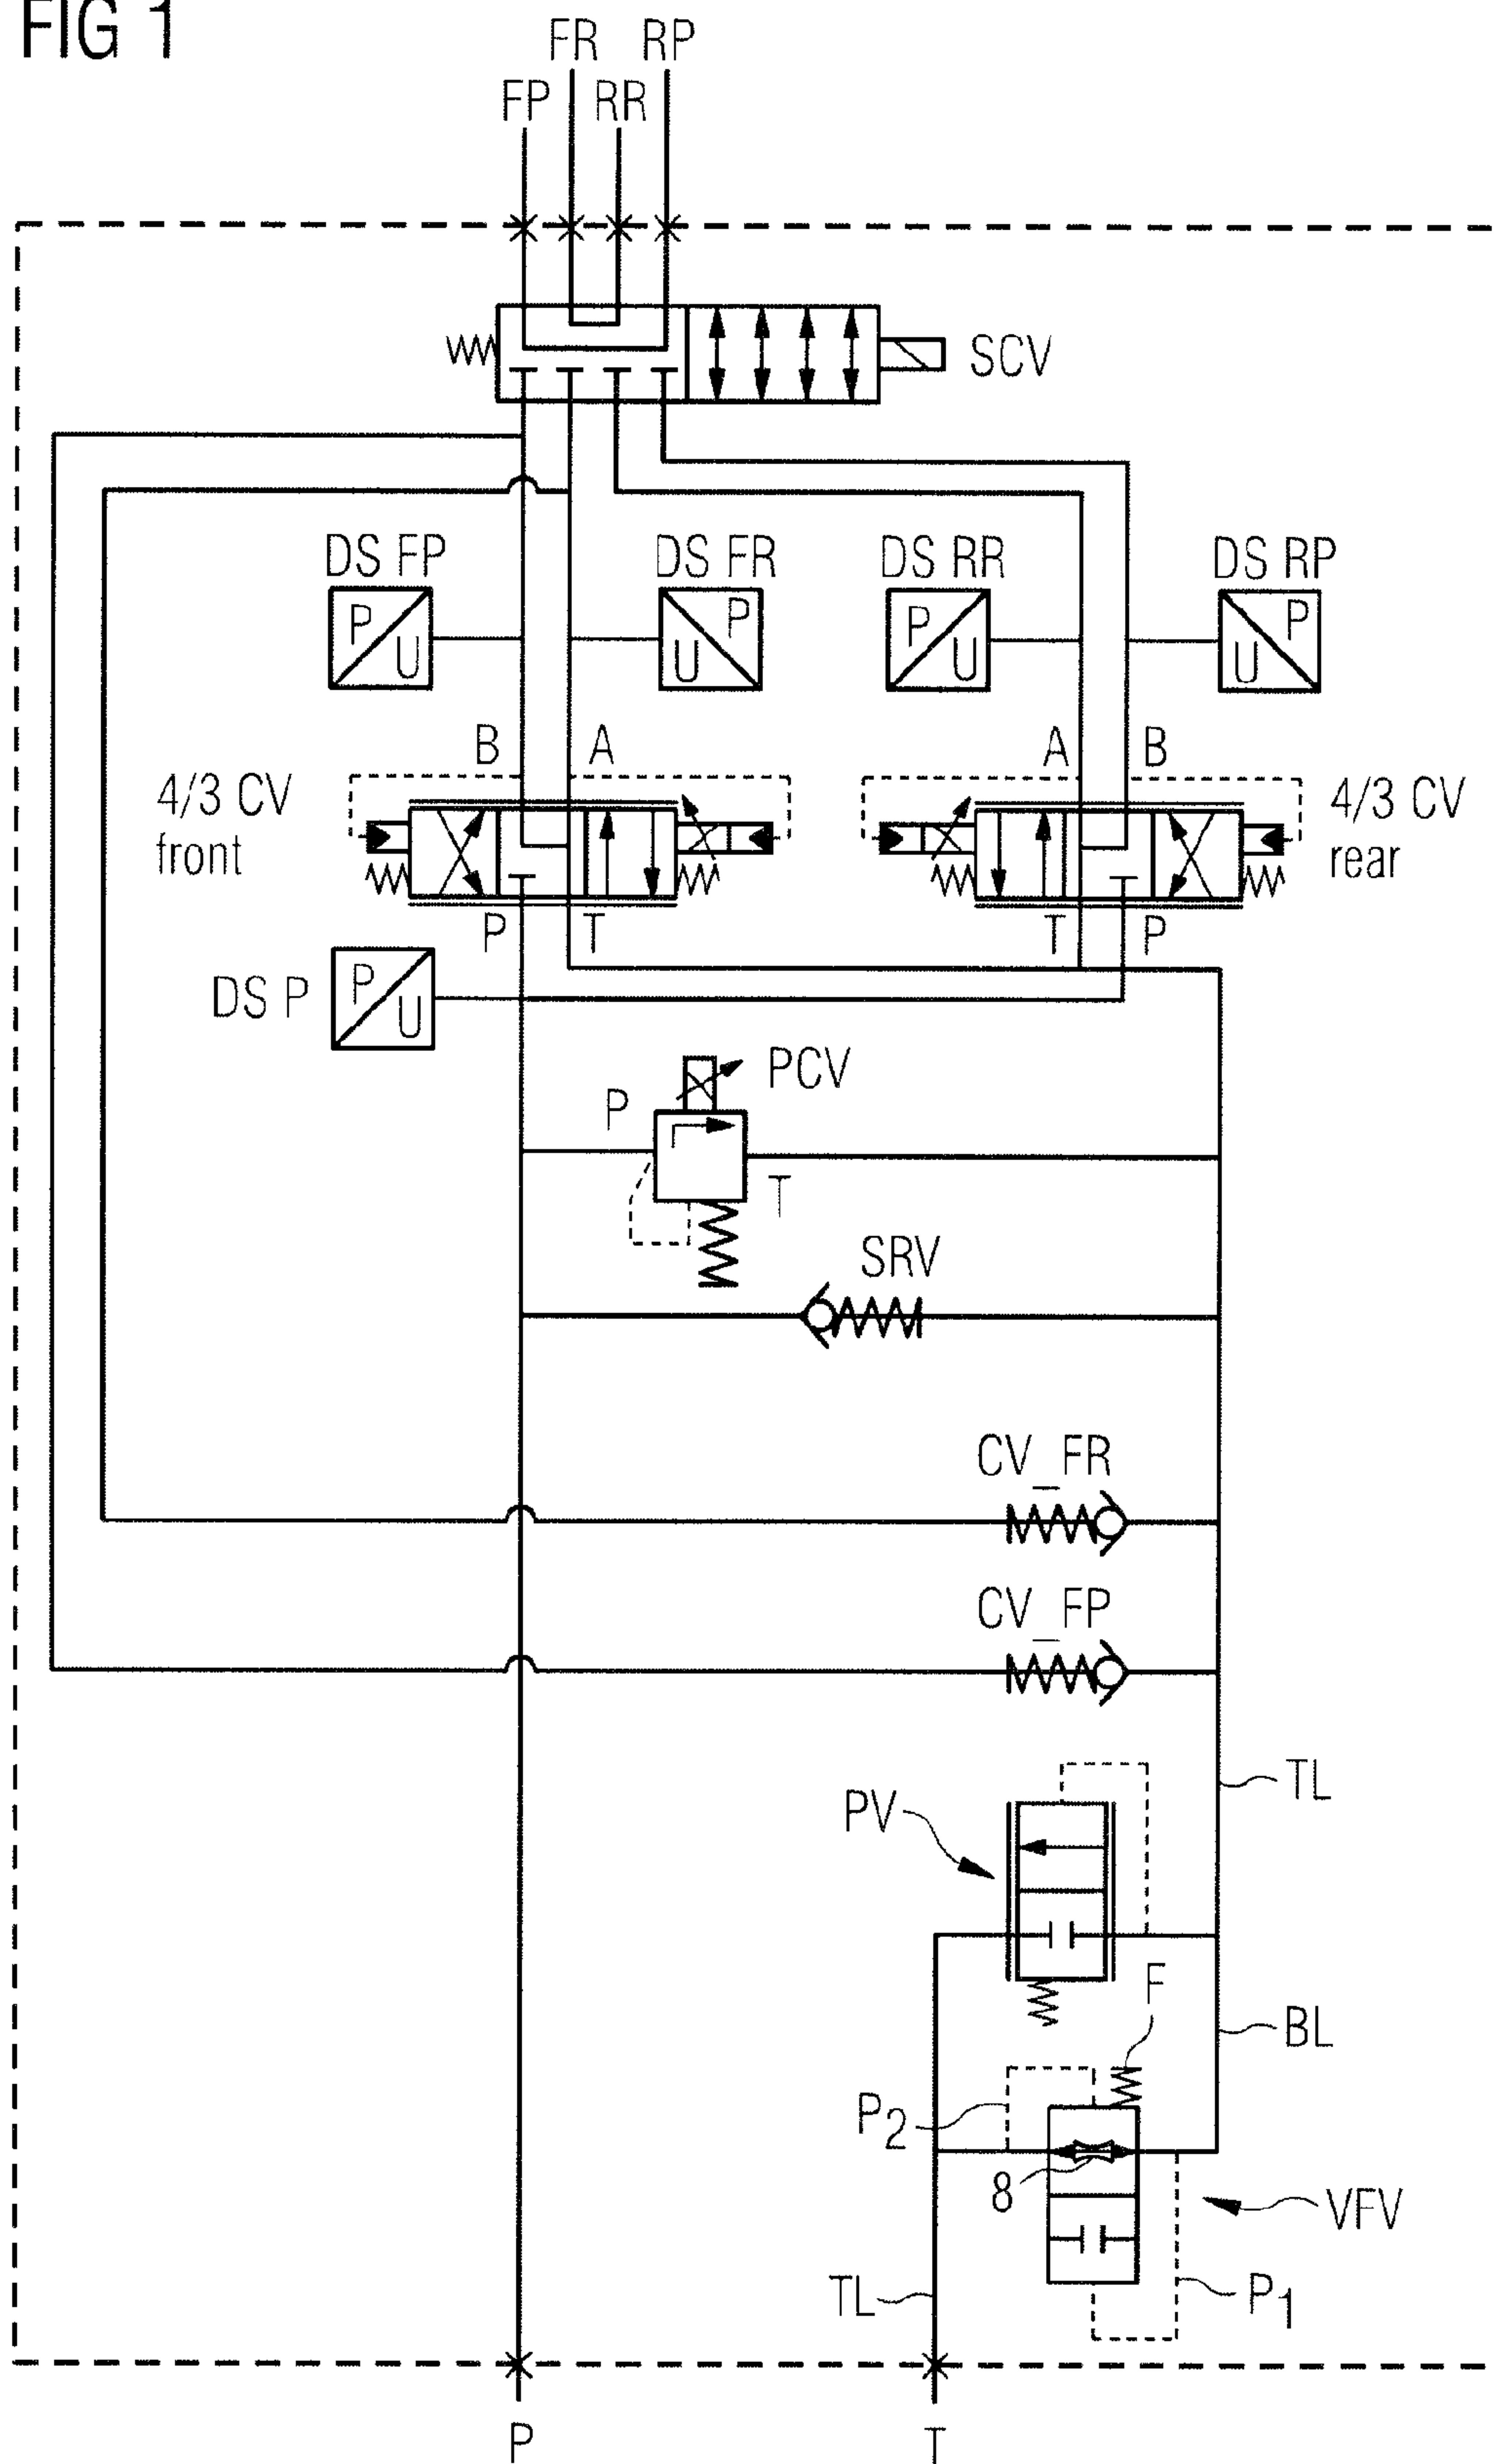 FIG 1
FR RP
FP RR
SCV
DS FP DS FR DS RR DS RP
P U U P P U U P
B A A B
4/3 CV front
4/3 CV rear
P T T P
DS P
P U
PCV
P
T
SRV
CV_FR
CV_FP
TL
PV
F
BL
P2
8
VFV
TL
P1
P T